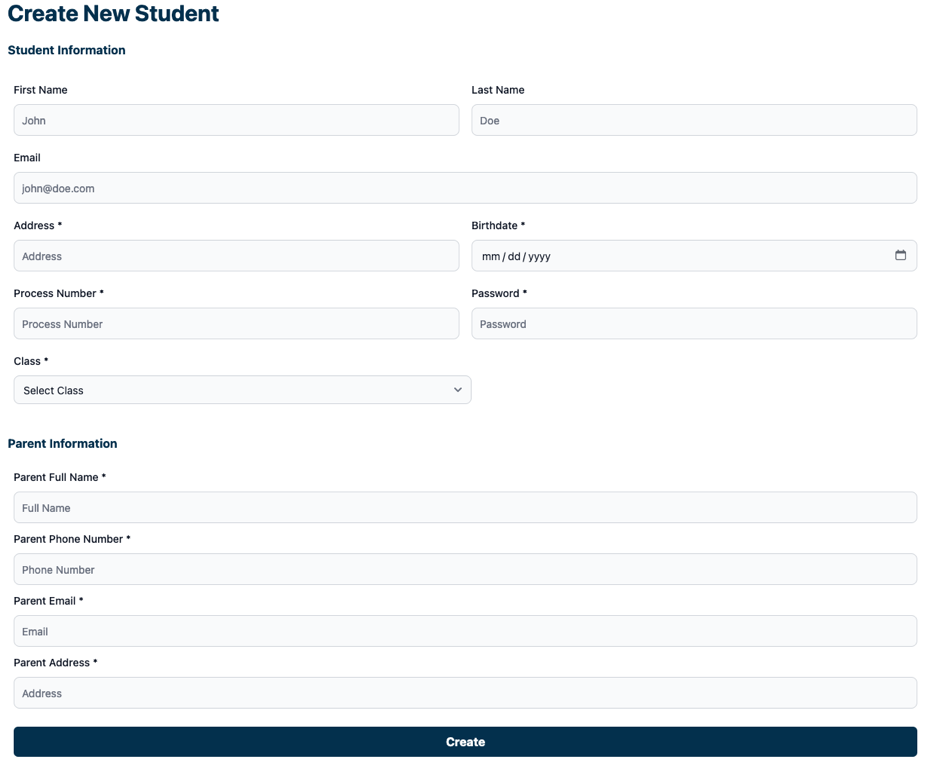 Create New Student
Student Information
First Name
Last Name
John
Doe
Email
john@doe.com
Address *
Birthdate *
Address
mm / dd / yyyy
Process Number *
Password *
Process Number
Password
Class *
Select Class
Parent Information
Parent Full Name *
Full Name
Parent Phone Number *
Phone Number
Parent Email *
Email
Parent Address *
Address
Create